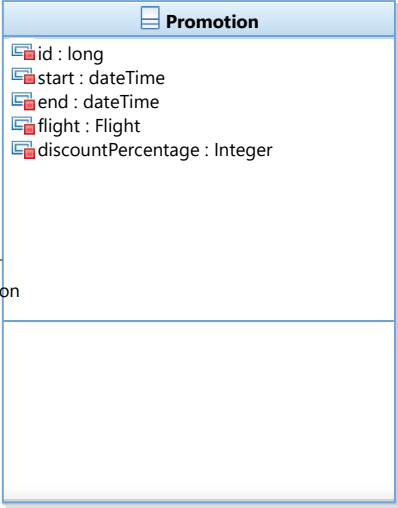 Promotion
id : long
start : dateTime
end : dateTime
flight : Flight
discountPercentage : Integer
on